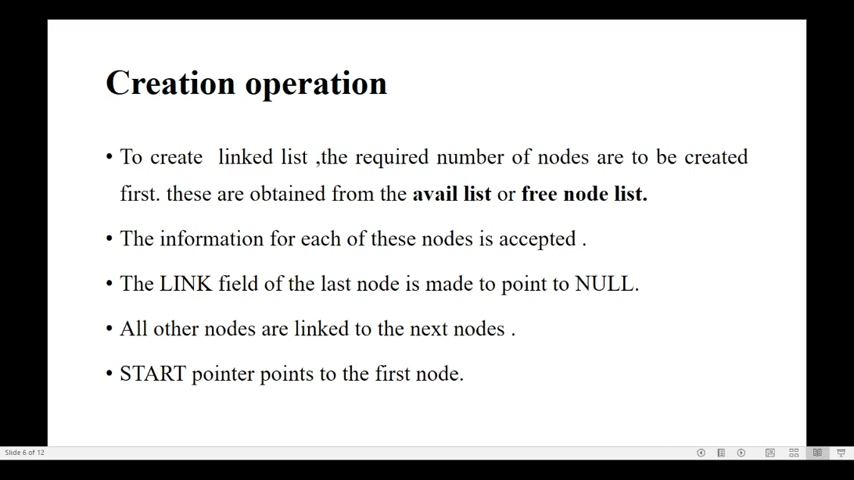 Creation operation
• To create linked list ,the required number of nodes are to be created
first. these are obtained from the avail list or free node list.
• The information for each of these nodes is accepted .
• The LINK field of the last node is made to point to NULL.
• All other nodes are linked to the next nodes .
• START pointer points to the first node.
Slide 6 of 12